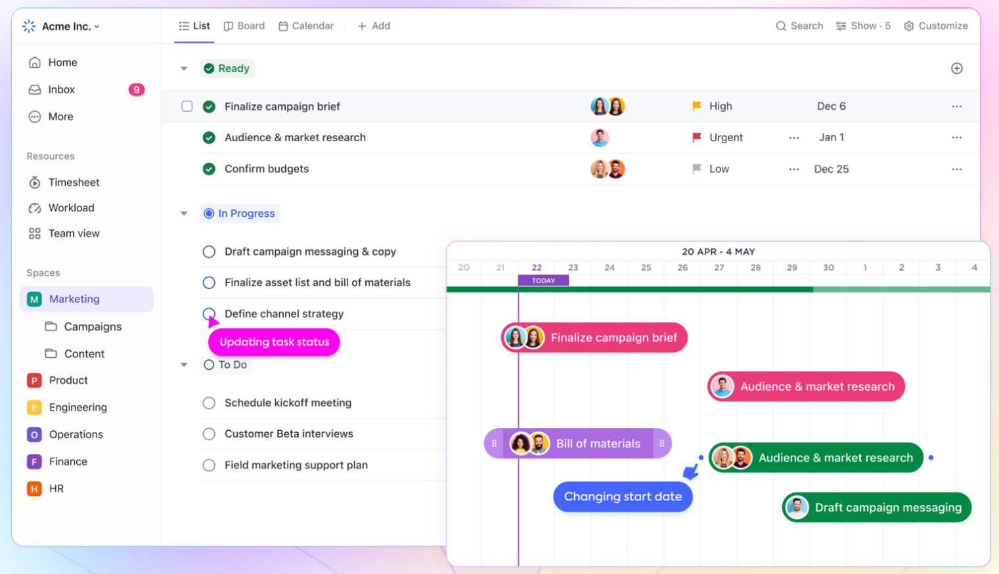 Acme Inc.
List Board Calendar + Add
Search Show · 5 Customize
Home
Inbox 9
More
Resources
Timesheet
Workload
Team view
Spaces
M Marketing
Campaigns
Content
P Product
E Engineering
O Operations
F Finance
H HR
Ready
Finalize campaign brief High Dec 6 ...
Audience & market research Urgent ... Jan 1 ...
Confirm budgets Low ... Dec 25 ...
In Progress
Draft campaign messaging & copy
Finalize asset list and bill of materials
Define channel strategy
Updating task status
To Do
Schedule kickoff meeting
Customer Beta interviews
Field marketing support plan
20 APR - 4 MAY
20 21 22 23 24 25 26 27 28 29 30 1 2 3 4
TODAY
Finalize campaign brief
Audience & market research
Bill of materials
Audience & market research
Changing start date
Draft campaign messaging